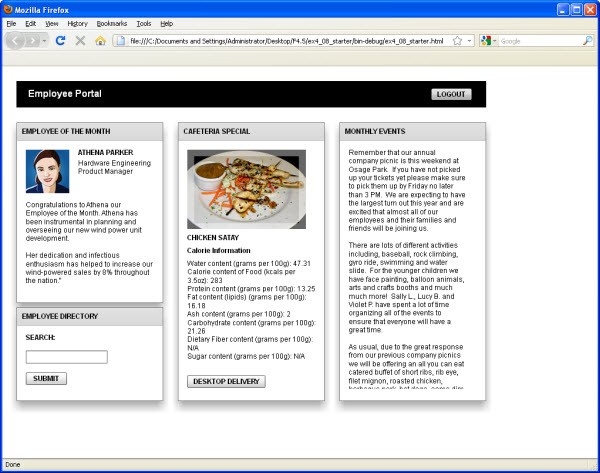 Mozilla Firefox
File Edit View History Bookmarks Tools Help
file:///C:/Documents and Settings/Administrator/Desktop/F4.5/ex4_08_starter/bin-debug/ex4_08_starter.html
Google
Employee Portal
LOGOUT
EMPLOYEE OF THE MONTH
ATHENA PARKER
Hardware Engineering
Product Manager
Congratulations to Athena our
Employee of the Month. Athena has
been instrumental in planning and
overseeing our new wind power unit
development.
Her dedication and infectious
enthusiasm has helped to increase our
wind-powered sales by 8% throughout
the nation."
EMPLOYEE DIRECTORY
SEARCH:
SUBMIT
CAFETERIA SPECIAL
CHICKEN SATAY
Calorie Information
Water content (grams per 100g): 47.31
Calorie content of Food (kcals per
3.5oz): 283
Protein content (grams per 100g): 13.25
Fat content (lipids) (grams per 100g):
16.18
Ash content (grams per 100g): 2
Carbohydrate content (grams per 100g):
21.26
Dietary Fiber content (grams per 100g):
N/A
Sugar content (grams per 100g): N/A
DESKTOP DELIVERY
MONTHLY EVENTS
Remember that our annual
company picnic is this weekend at
Osage Park. If you have not picked
up your tickets yet please make sure
to pick them up by Friday no later
than 3 PM. We are expecting to have
the largest turn out this year and are
excited that almost all of our
employees and their families and
friends will be joining us.
There are lots of different activities
including, baseball, rock climbing,
gyro ride, swimming and water
slide. For the younger children we
have face painting, balloon animals,
arts and crafts booths and much
much more! Sally L., Lucy B. and
Violet P. have spent a lot of time
organizing all of the events to
ensure that everyone will have a
great time.
As usual, due to the great response
from our previous company picnics
we will be offering an all you can eat
catered buffet of short ribs, rib eye,
filet mignon, roasted chicken,
Done